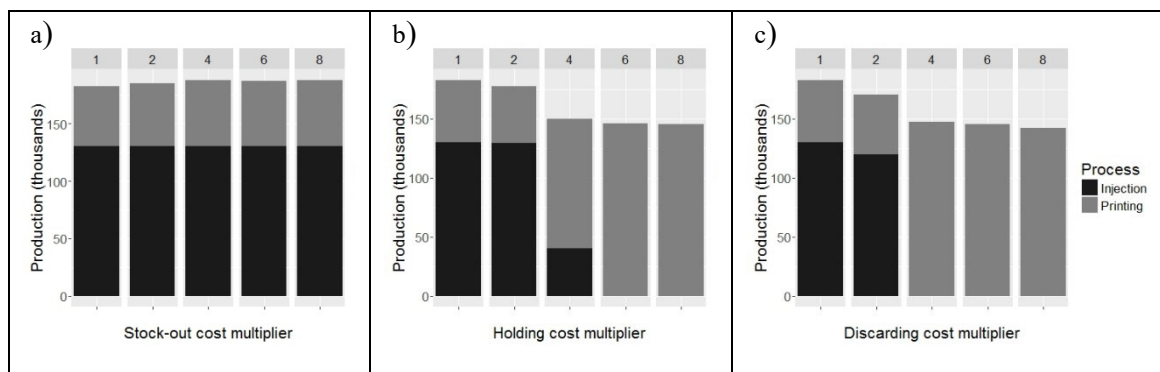 a)
1 2 4 6 8
Production (thousands)
150
100
50
0
Stock-out cost multiplier
b)
1 2 4 6 8
Production (thousands)
150
100
50
0
Holding cost multiplier
c)
1 2 4 6 8
Production (thousands)
150
100
50
0
Discarding cost multiplier
Process
Injection
Printing